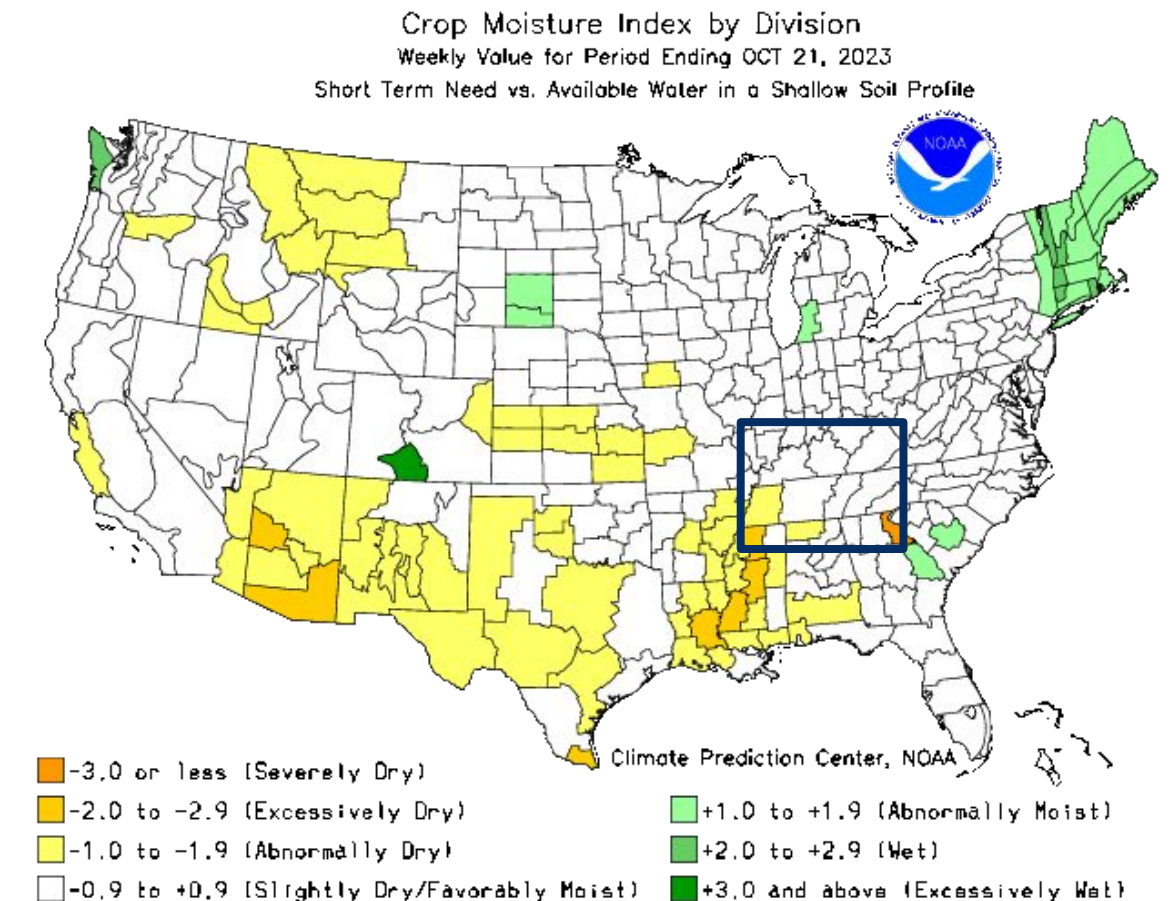 Crop Moisture Index by Division
Weekly Value for Period Ending OCT 21, 2023
Short Term Need vs. Available Water in a Shallow Soil Profile
NOAA
Climate Prediction Center, NOAA
-3.0 or less (Severely Dry)
-2.0 to -2.9 (Excessively Dry)
-1.0 to -1.9 (Abnormally Dry)
-0.9 to +0.9 (Slightly Dry/Favorably Moist)
+1.0 to +1.9 (Abnormally Moist)
+2.0 to +2.9 (Wet)
+3.0 and above (Excessively Wet)